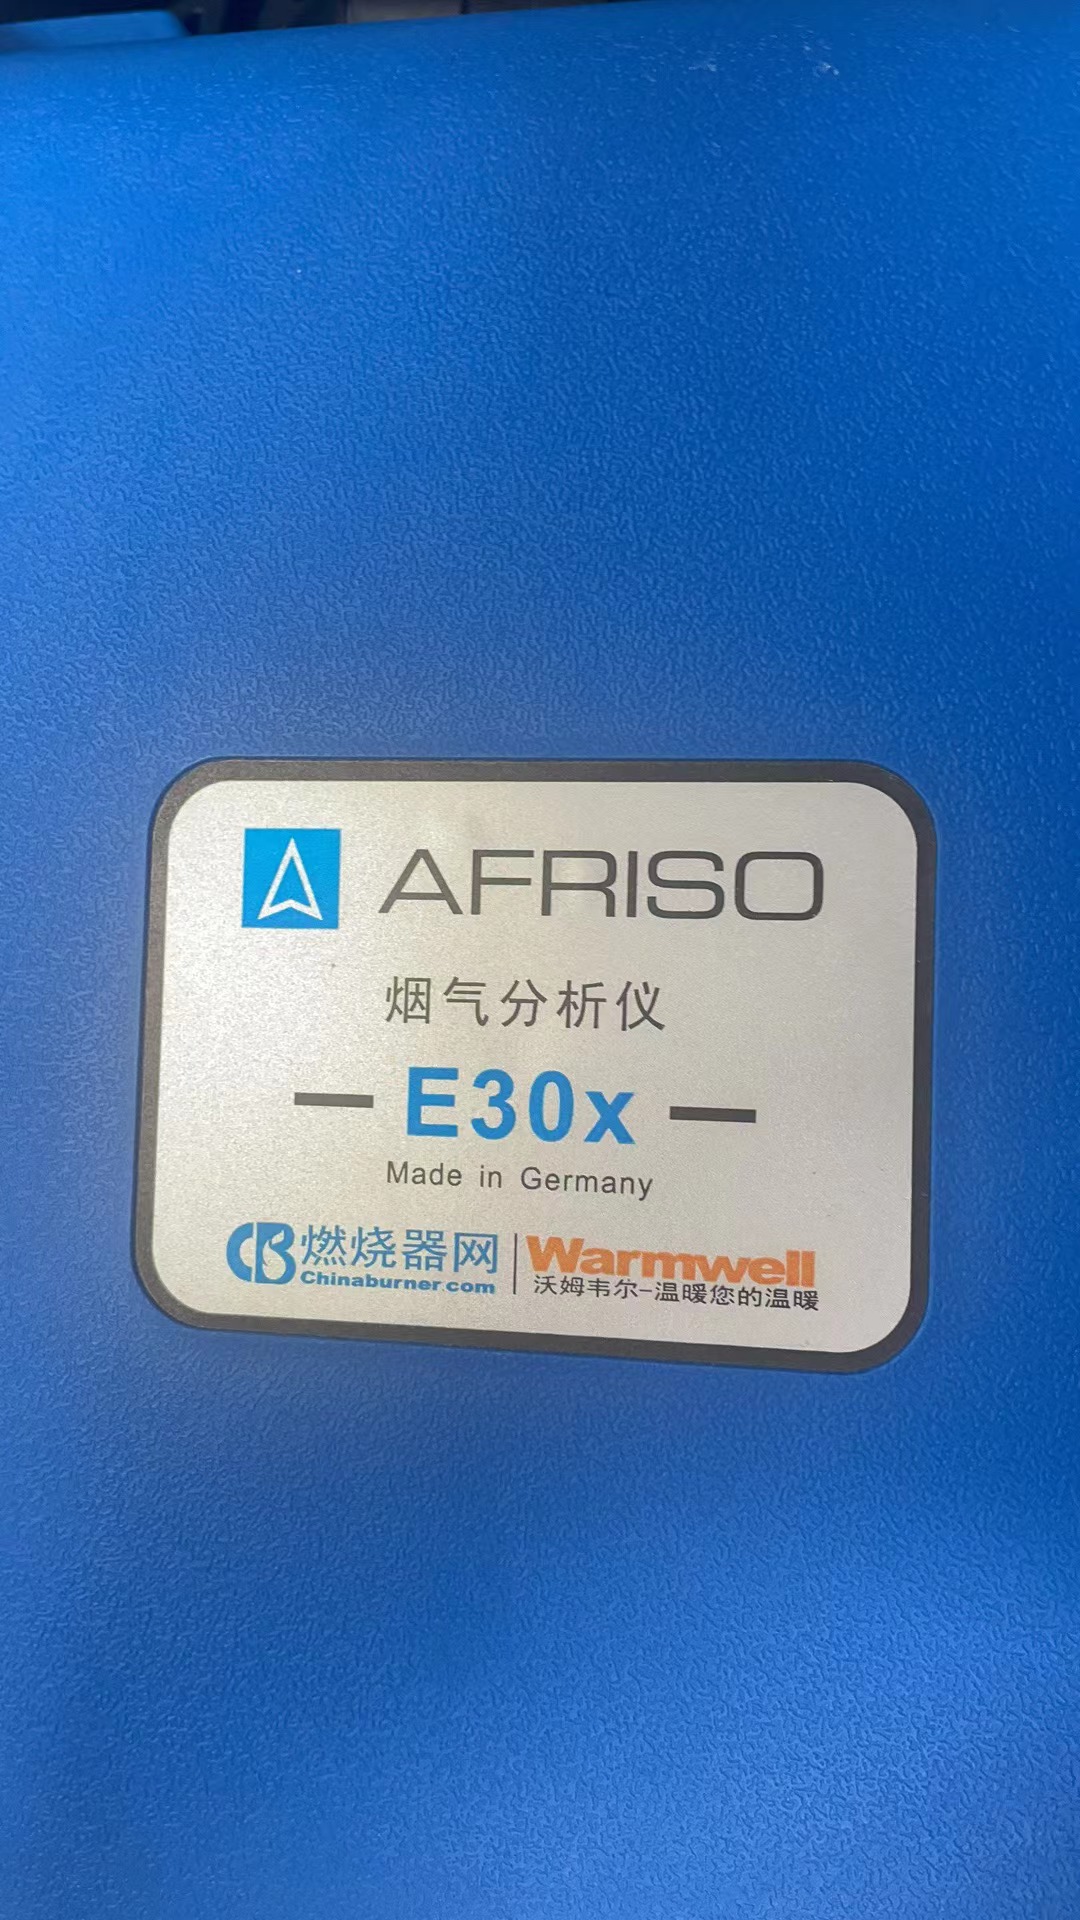 AFRISO
烟气分析仪
E30x
Made in Germany
燃烧器网
Chinaburner.com
Warmwell
沃姆韦尔-温暖您的温暖